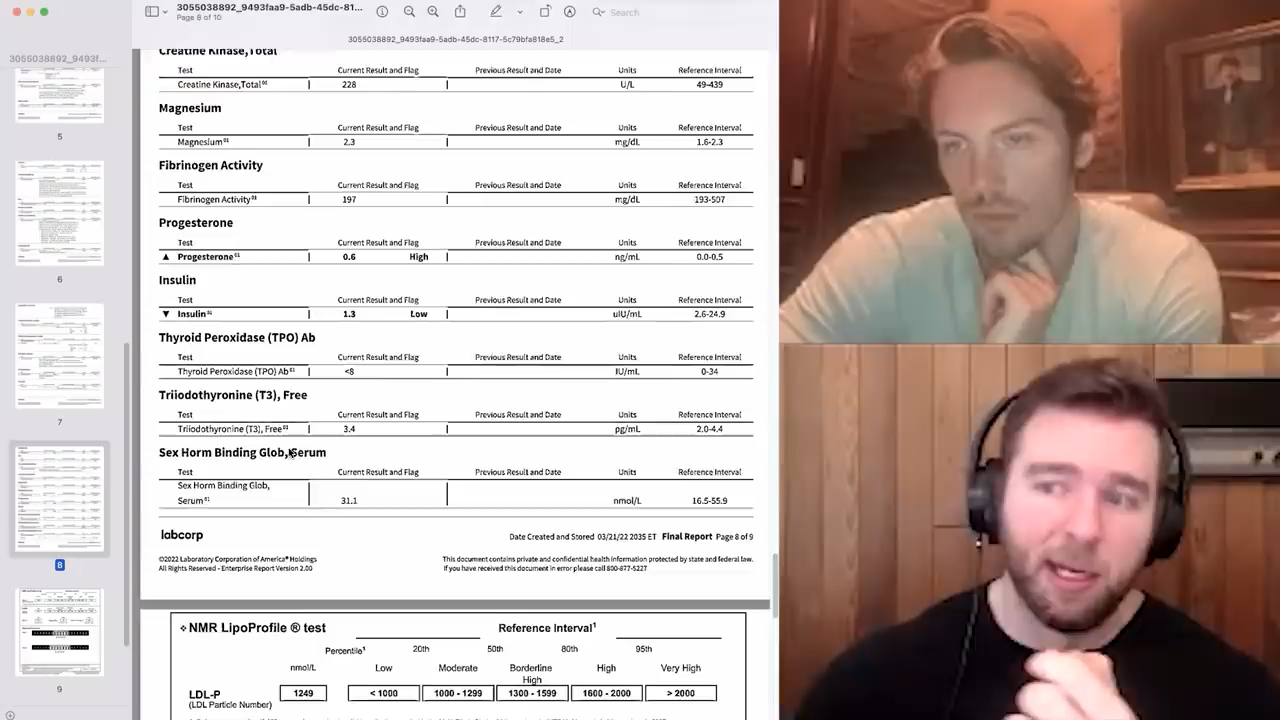 3055038892_9493faa9-5adb-45dc-81...
Page 8 of 10
Search
3055038892_9493f...
3055038892_9493faa9-5adb-45dc-8117-5c79bfa818e5_2
Creatine Kinase,Total
Test Current Result and Flag Previous Result and Date Units Reference Interval
Creatine Kinase,Total 01 228 U/L 49-439
Magnesium
Test Current Result and Flag Previous Result and Date Units Reference Interval
Magnesium 01 2.3 mg/dL 1.6-2.3
Fibrinogen Activity
Test Current Result and Flag Previous Result and Date Units Reference Interval
Fibrinogen Activity 01 197 mg/dL 193-507
Progesterone
Test Current Result and Flag Previous Result and Date Units Reference Interval
▲ Progesterone 01 0.6 High ng/mL 0.0-0.5
Insulin
Test Current Result and Flag Previous Result and Date Units Reference Interval
▼ Insulin 01 1.3 Low uIU/mL 2.6-24.9
Thyroid Peroxidase (TPO) Ab
Test Current Result and Flag Previous Result and Date Units Reference Interval
Thyroid Peroxidase (TPO) Ab 01 <8 IU/mL 0-34
Triiodothyronine (T3), Free
Test Current Result and Flag Previous Result and Date Units Reference Interval
Triiodothyronine (T3), Free 01 3.4 pg/mL 2.0-4.4
Sex Horm Binding Glob, Serum
Test Current Result and Flag Previous Result and Date Units Reference Interval
Sex Horm Binding Glob,
Serum 01 31.1 nmol/L 16.5-55.9
labcorp
Date Created and Stored 03/21/22 2035 ET Final Report Page 8 of 9
©2022 Laboratory Corporation of America® Holdings
All Rights Reserved - Enterprise Report Version 2.00
This document contains private and confidential health information protected by state and federal law.
If you have received this document in error please call 800-877-5227
NMR LipoProfile ® test
Reference Interval1
Percentile1 20th 50th 80th 95th
nmol/L Low Moderate Borderline High High Very High
LDL-P 1249 < 1000 1000 - 1299 1300 - 1599 1600 - 2000 > 2000
(LDL Particle Number)
5
6
7
8
9